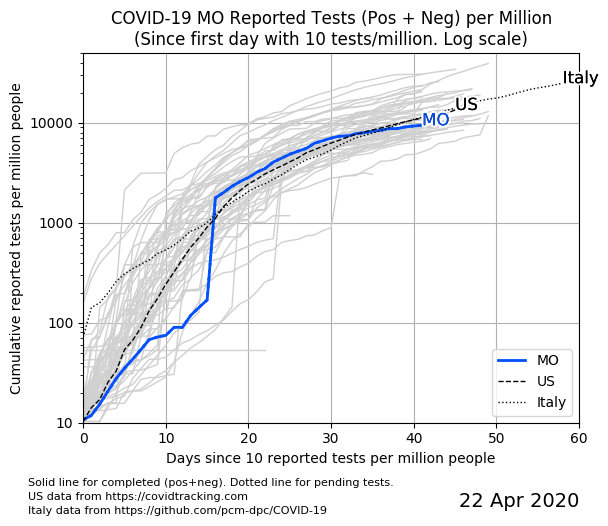 COVID-19 MO Reported Tests (Pos + Neg) per Million
(Since first day with 10 tests/million. Log scale)
Cumulative reported tests per million people
10000
1000
100
10
Italy
US
MO
MO
US
Italy
0 10 20 30 40 50 60
Days since 10 reported tests per million people
Solid line for completed (pos+neg). Dotted line for pending tests.
US data from https://covidtracking.com
Italy data from https://github.com/pcm-dpc/COVID-19
22 Apr 2020